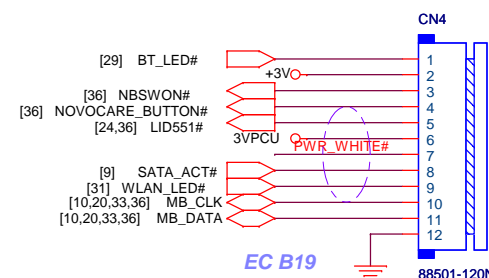 CN4
[29] BT_LED# 1
+3V 2
[36] NBSWON# 3
[36] NOVOCARE_BUTTON# 4
[24,36] LID551# 5
3VPCU 6
PWR_WHITE# 7
[9] SATA_ACT# 8
[31] WLAN_LED# 9
[10,20,33,36] MB_CLK 10
[10,20,33,36] MB_DATA 11
12
EC B19
88501-120N